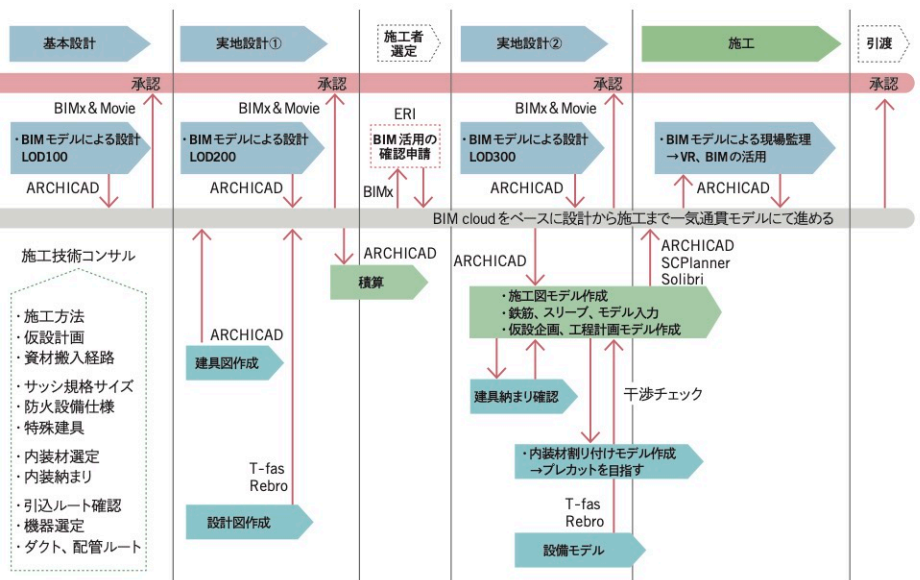 基本設計
実地設計①
施工者
選定
実地設計②
施工
引渡
承認
承認
承認
承認
BIMx & Movie
BIMx & Movie
ERI
BIMx & Movie
・BIMモデルによる設計
LOD100
・BIMモデルによる設計
LOD200
BIM活用の
確認申請
・BIMモデルによる設計
LOD300
・BIMモデルによる現場監理
→VR、BIMの活用
ARCHICAD
ARCHICAD
BIMx
ARCHICAD
BIM cloudをベースに設計から施工まで一気通貫モデルにて進める
施工技術コンサル
・施工方法
・仮設計画
・資材搬入経路
・サッシ規格サイズ
・防火設備仕様
・特殊建具
・内装材選定
・内装納まり
・引込ルート確認
・機器選定
・ダクト、配管ルート
ARCHICAD
積算
ARCHICAD
建具図作成
T-fas
Rebro
設計図作成
ARCHICAD
ARCHICAD
SCPlanner
Solibri
・施工図モデル作成
・鉄筋、スリーブ、モデル入力
・仮設企画、工程計画モデル作成
建具納まり確認
干渉チェック
・内装材割り付けモデル作成
→プレカットを目指す
T-fas
Rebro
設備モデル